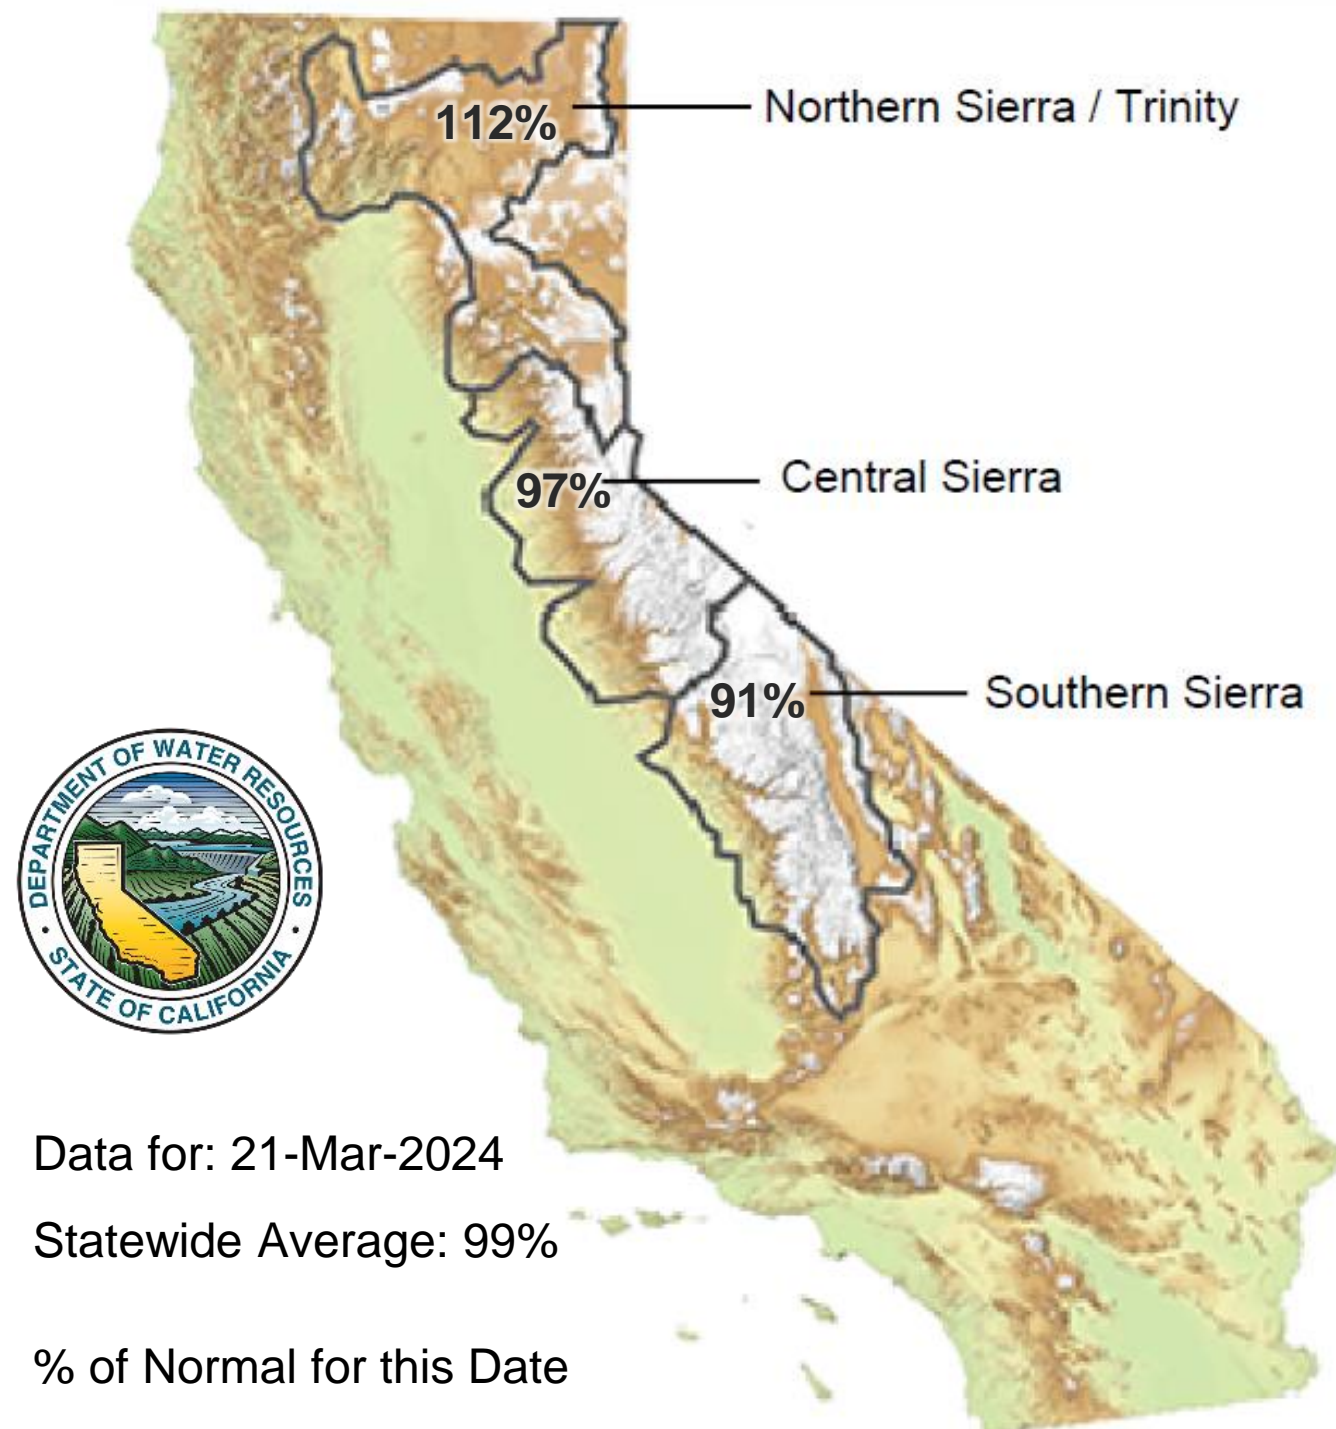 112%
Northern Sierra / Trinity
97%
Central Sierra
91%
Southern Sierra
DEPARTMENT OF WATER RESOURCES
• STATE OF CALIFORNIA •
Data for: 21-Mar-2024
Statewide Average: 99%
% of Normal for this Date